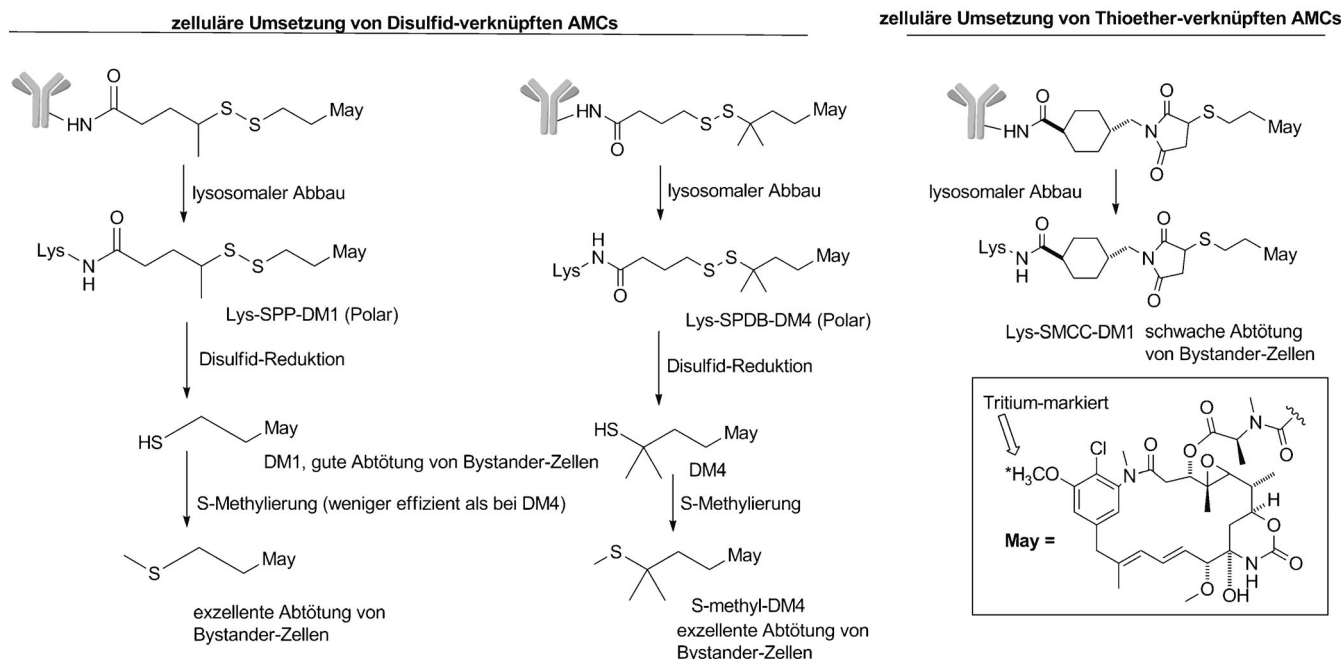 zelluläre Umsetzung von Disulfid-verknüpften AMCs
O
HN
S
S
May
lysosomaler Abbau
Lys
N
H
O
S
S
May
Lys-SPP-DM1 (Polar)
Disulfid-Reduktion
HS
May
DM1, gute Abtötung von Bystander-Zellen
S-Methylierung (weniger effizient als bei DM4)
S
May
exzellente Abtötung von
Bystander-Zellen
HN
O
S
S
May
lysosomaler Abbau
H
N
Lys
O
S
S
May
Lys-SPDB-DM4 (Polar)
Disulfid-Reduktion
HS
May
DM4
S-Methylierung
S
May
S-methyl-DM4
exzellente Abtötung von
Bystander-Zellen
zelluläre Umsetzung von Thioether-verknüpften AMCs
HN
O
N
O
O
S
May
lysosomaler Abbau
Lys
N
H
O
N
O
O
S
May
Lys-SMCC-DM1 schwache Abtötung
von Bystander-Zellen
Tritium-markiert
*H3CO
Cl
N
O
O
O
N
O
O
H
O
O
N
H
OH
O
May =